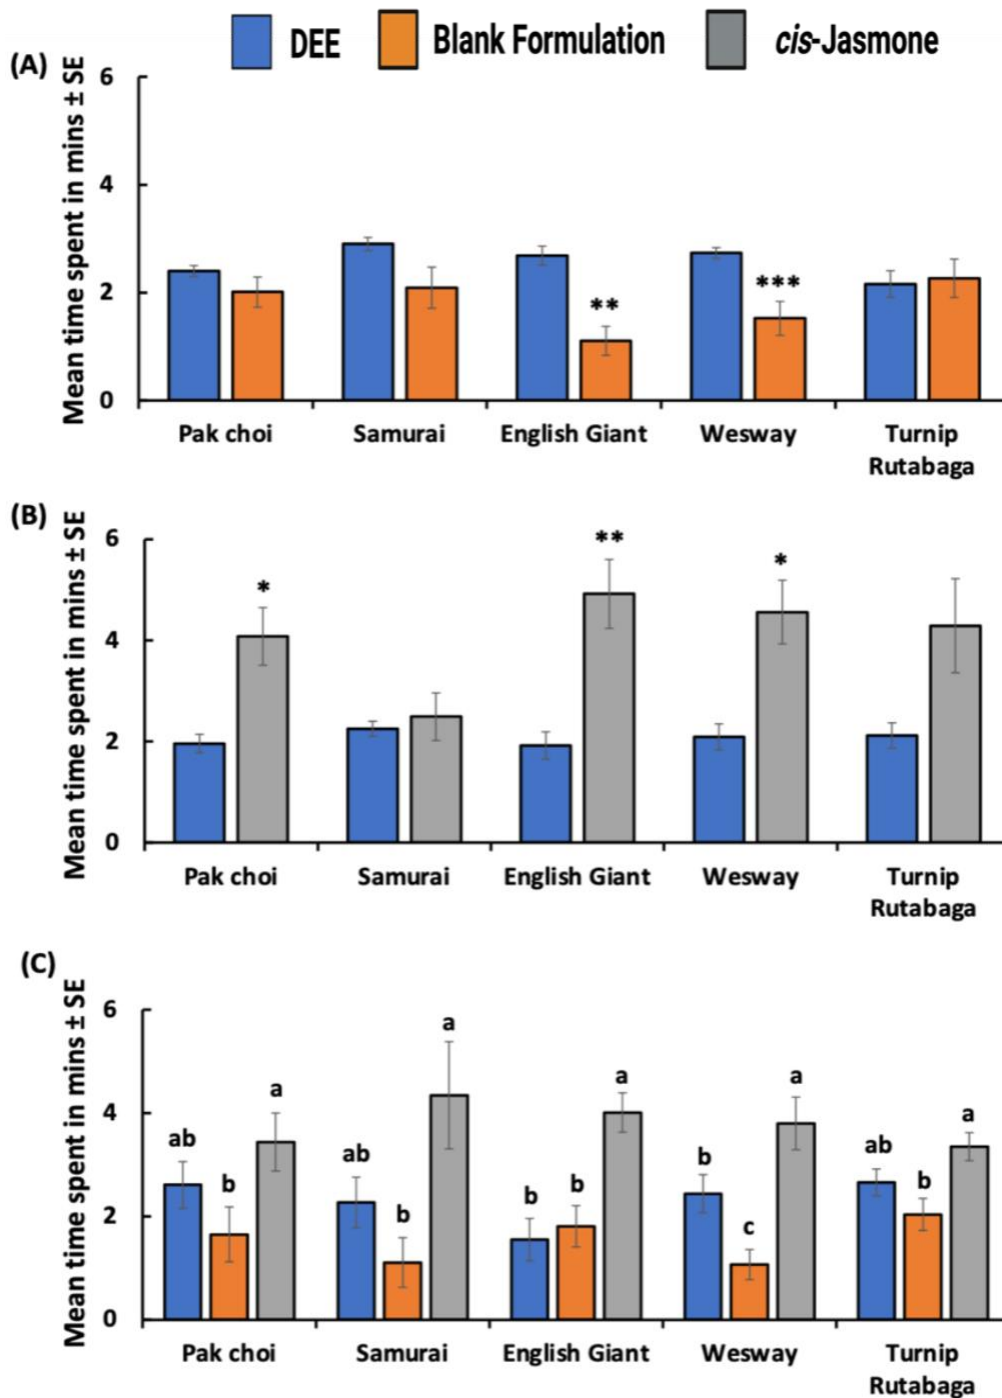 DEE Blank Formulation cis-Jasmone
(A)
Mean time spent in mins ± SE
6
4
2
0
** ***
Pak choi Samurai English Giant Wesway Turnip
Rutabaga
(B)
Mean time spent in mins ± SE
6
4
2
0
* ** *
Pak choi Samurai English Giant Wesway Turnip
Rutabaga
(C)
Mean time spent in mins ± SE
6
4
2
0
ab b a ab b a b b a b c a ab b a
Pak choi Samurai English Giant Wesway Turnip
Rutabaga